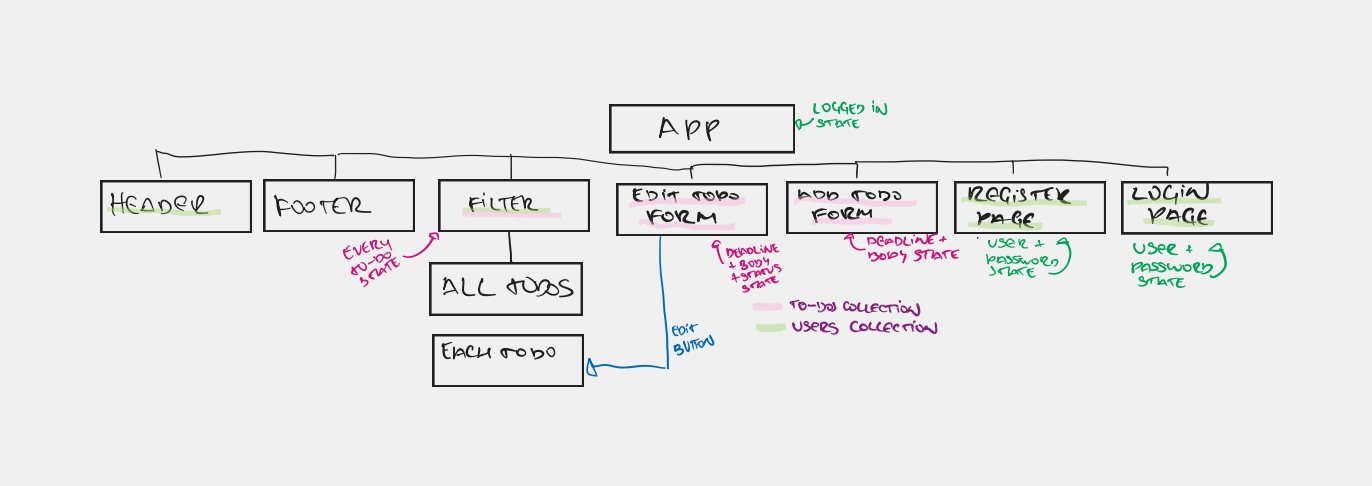 APP
LOGGED IN
STATE
HEADER
FOOTER
FILTER
EDIT TODO
FORM
ADD TODO
FORM
REGISTER
PAGE
LOGIN
PAGE
EVERY
TO-DO
STATE
DEADLINE
+ BODY
+ STATUS
STATE
DEADLINE +
BODY STATE
USER +
PASSWORD
STATE
USER +
PASSWORD
STATE
ALL TODOS
TO-DOS COLLECTION
USERS COLLECTION
EDIT
BUTTON
EACH TODO